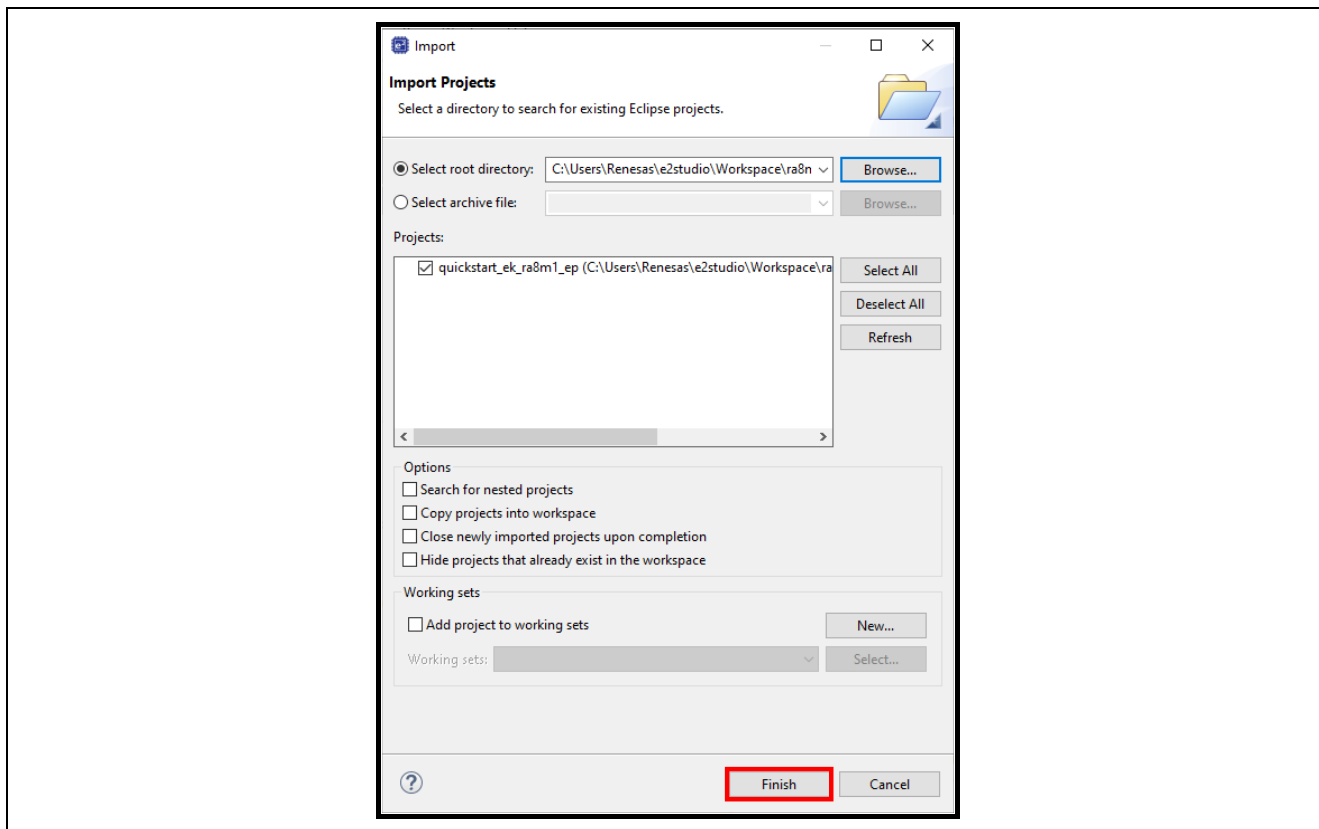 Import
Import Projects
Select a directory to search for existing Eclipse projects.
Select root directory: C:\Users\Renesas\e2studio\Workspace\ra8n Browse...
Select archive file: Browse...
Projects:
quickstart_ek_ra8m1_ep (C:\Users\Renesas\e2studio\Workspace\ra Select All
Deselect All
Refresh
Options
Search for nested projects
Copy projects into workspace
Close newly imported projects upon completion
Hide projects that already exist in the workspace
Working sets
Add project to working sets New...
Working sets: Select...
? Finish Cancel